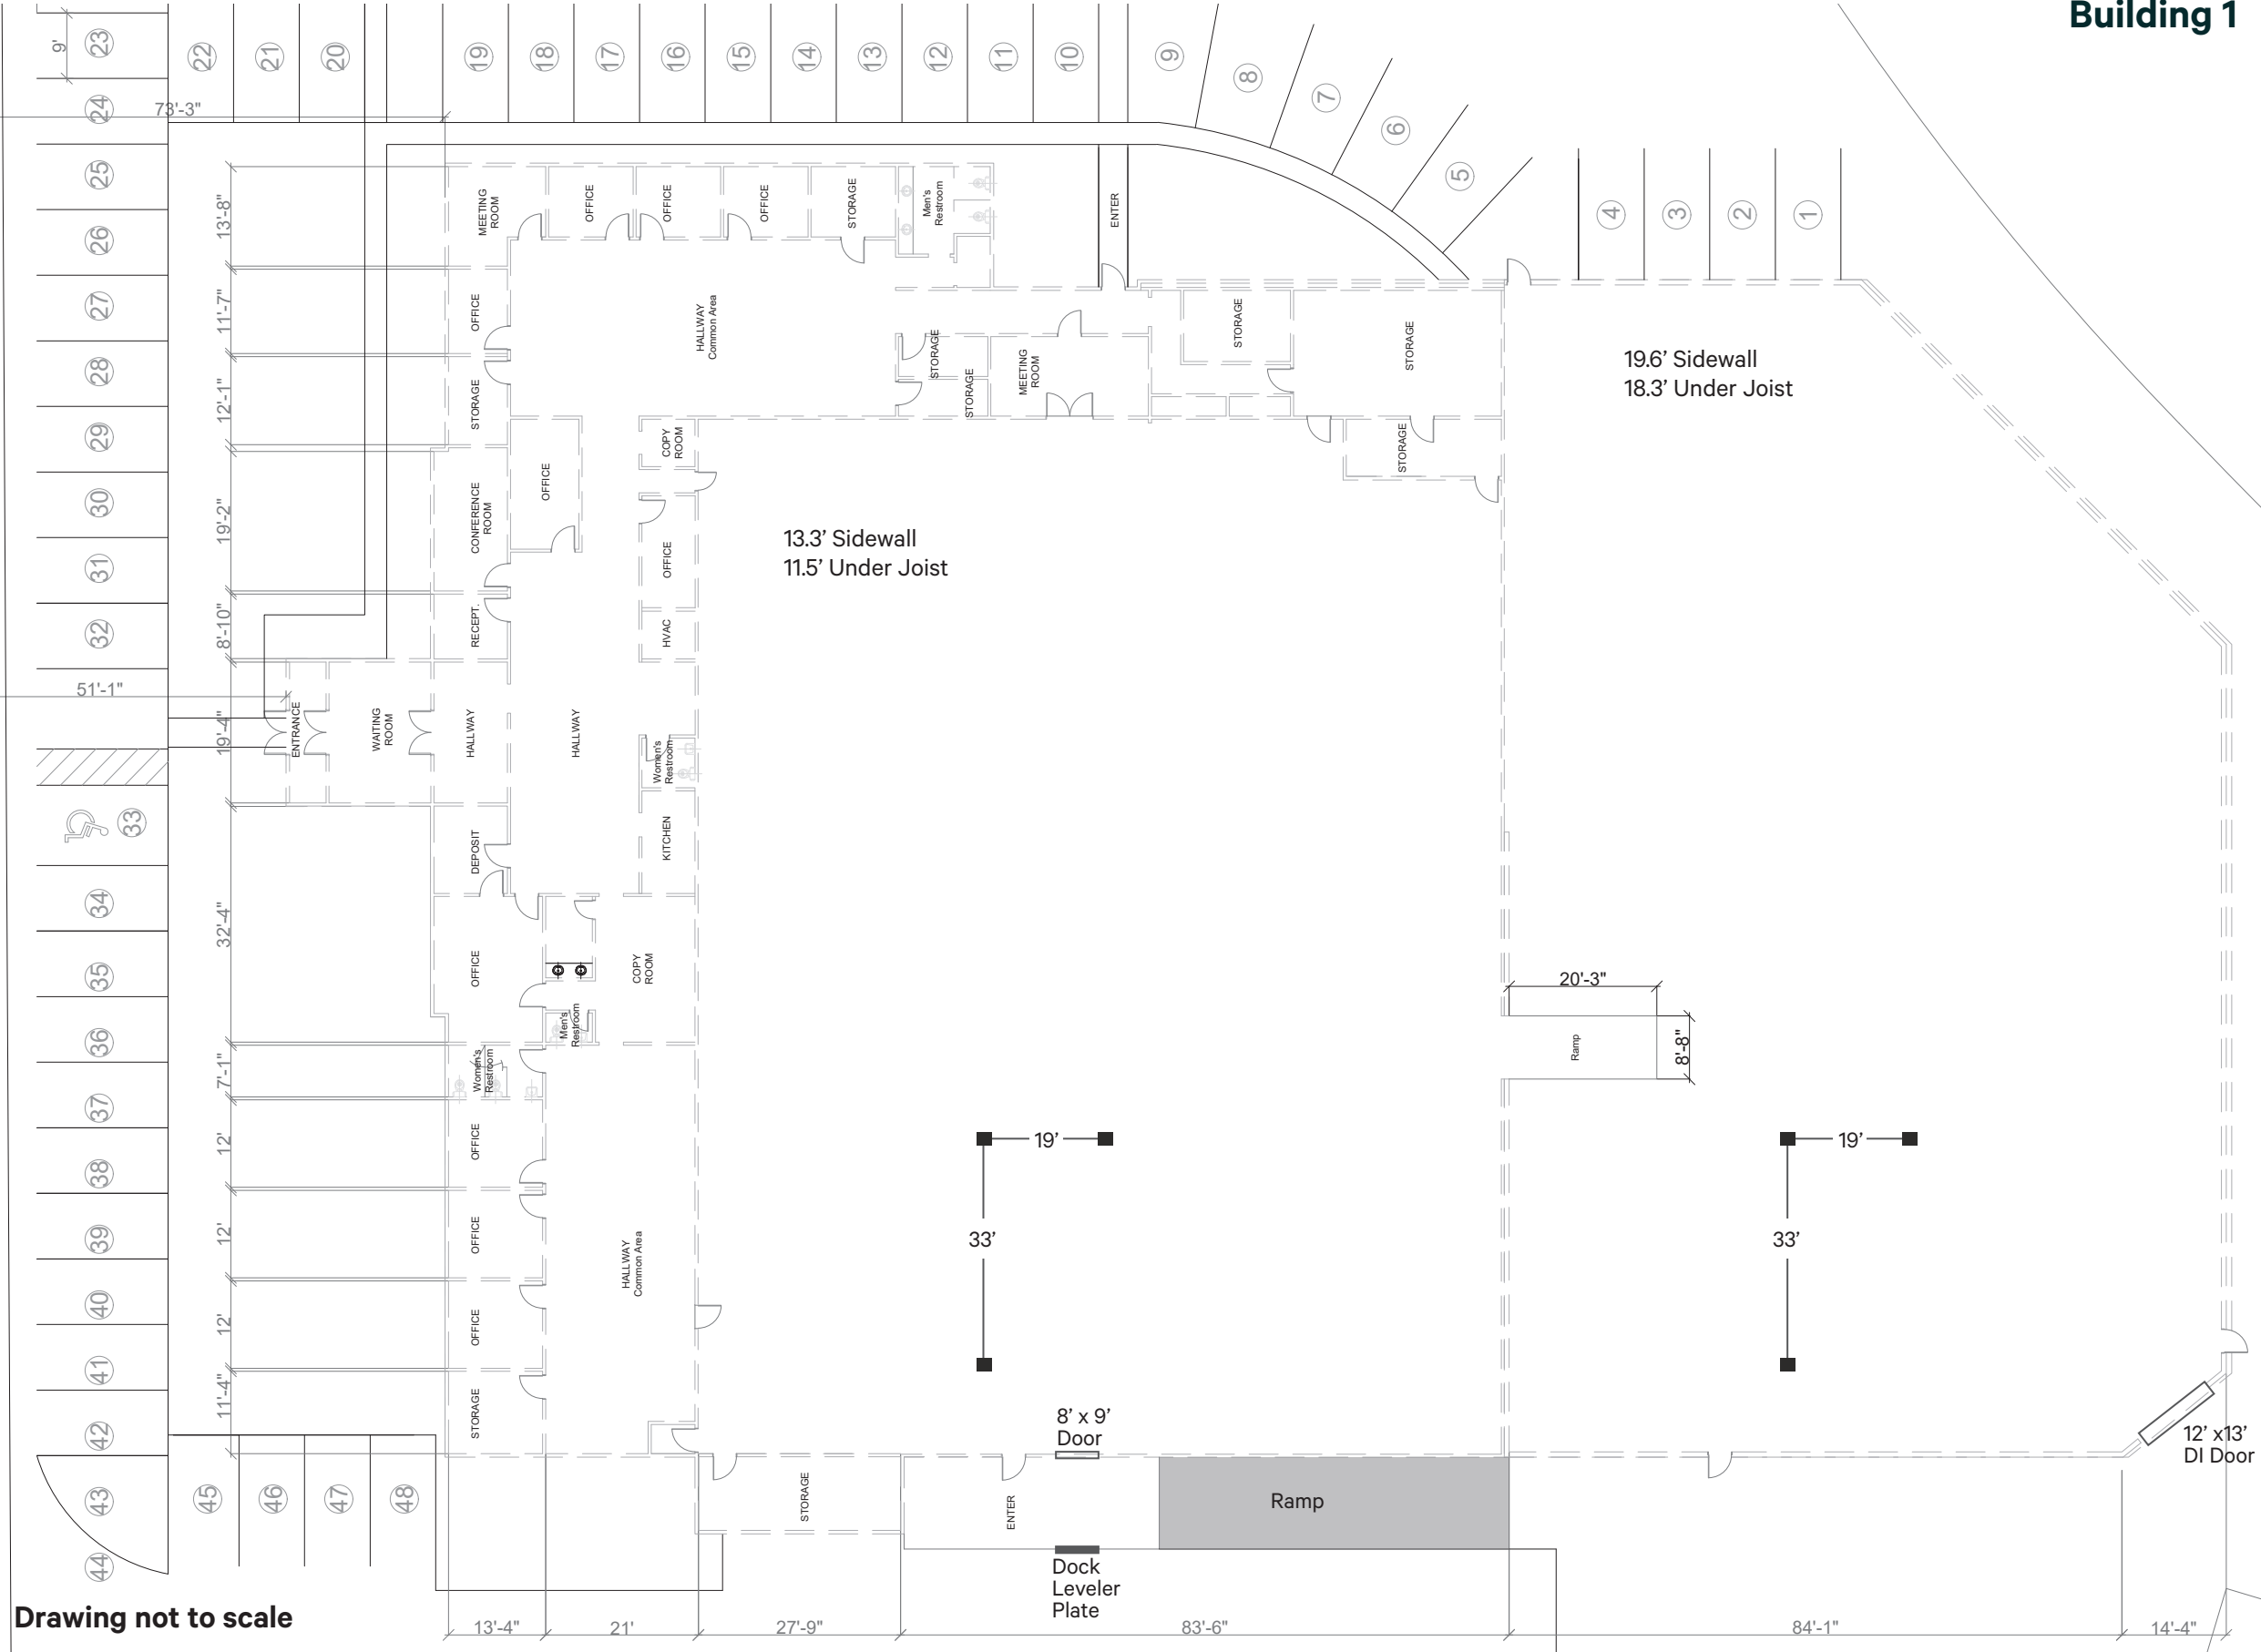 Building 1
9'
23
22
21
20
19
18
17
16
15
14
13
12
11
10
9
8
7
6
5
4
3
2
1
24
73'-3"
25
26
27
28
29
30
31
32
33
34
35
36
37
38
39
40
41
42
43
44
45
46
47
48
13'-8"
11'-7"
12'-1"
19'-2"
8'-10"
51'-1"
19'-4"
32'-4"
7'-1"
12'
12'
12'
11'-4"
MEETING
ROOM
OFFICE
OFFICE
OFFICE
STORAGE
Men's
Restroom
ENTER
OFFICE
HALLWAY
Common Area
STORAGE
STORAGE
STORAGE
MEETING
ROOM
STORAGE
STORAGE
STORAGE
19.6’ Sidewall
18.3’ Under Joist
COPY
ROOM
OFFICE
CONFERENCE
ROOM
13.3’ Sidewall
11.5’ Under Joist
OFFICE
RECEPT.
HVAC
ENTRANCE
WAITING
ROOM
HALLWAY
HALLWAY
Women's
Restroom
DEPOSIT
KITCHEN
OFFICE
COPY
ROOM
Men's
Restroom
Women's
Restroom
20'-3"
Ramp
8'-8"
OFFICE
19’
33’
19’
33’
OFFICE
HALLWAY
Common Area
OFFICE
STORAGE
8’ x 9’
Door
12’ x13’
DI Door
STORAGE
ENTER
Ramp
Dock
Leveler
Plate
Drawing not to scale
13'-4"
21'
27'-9"
83'-6"
84'-1"
14'-4"